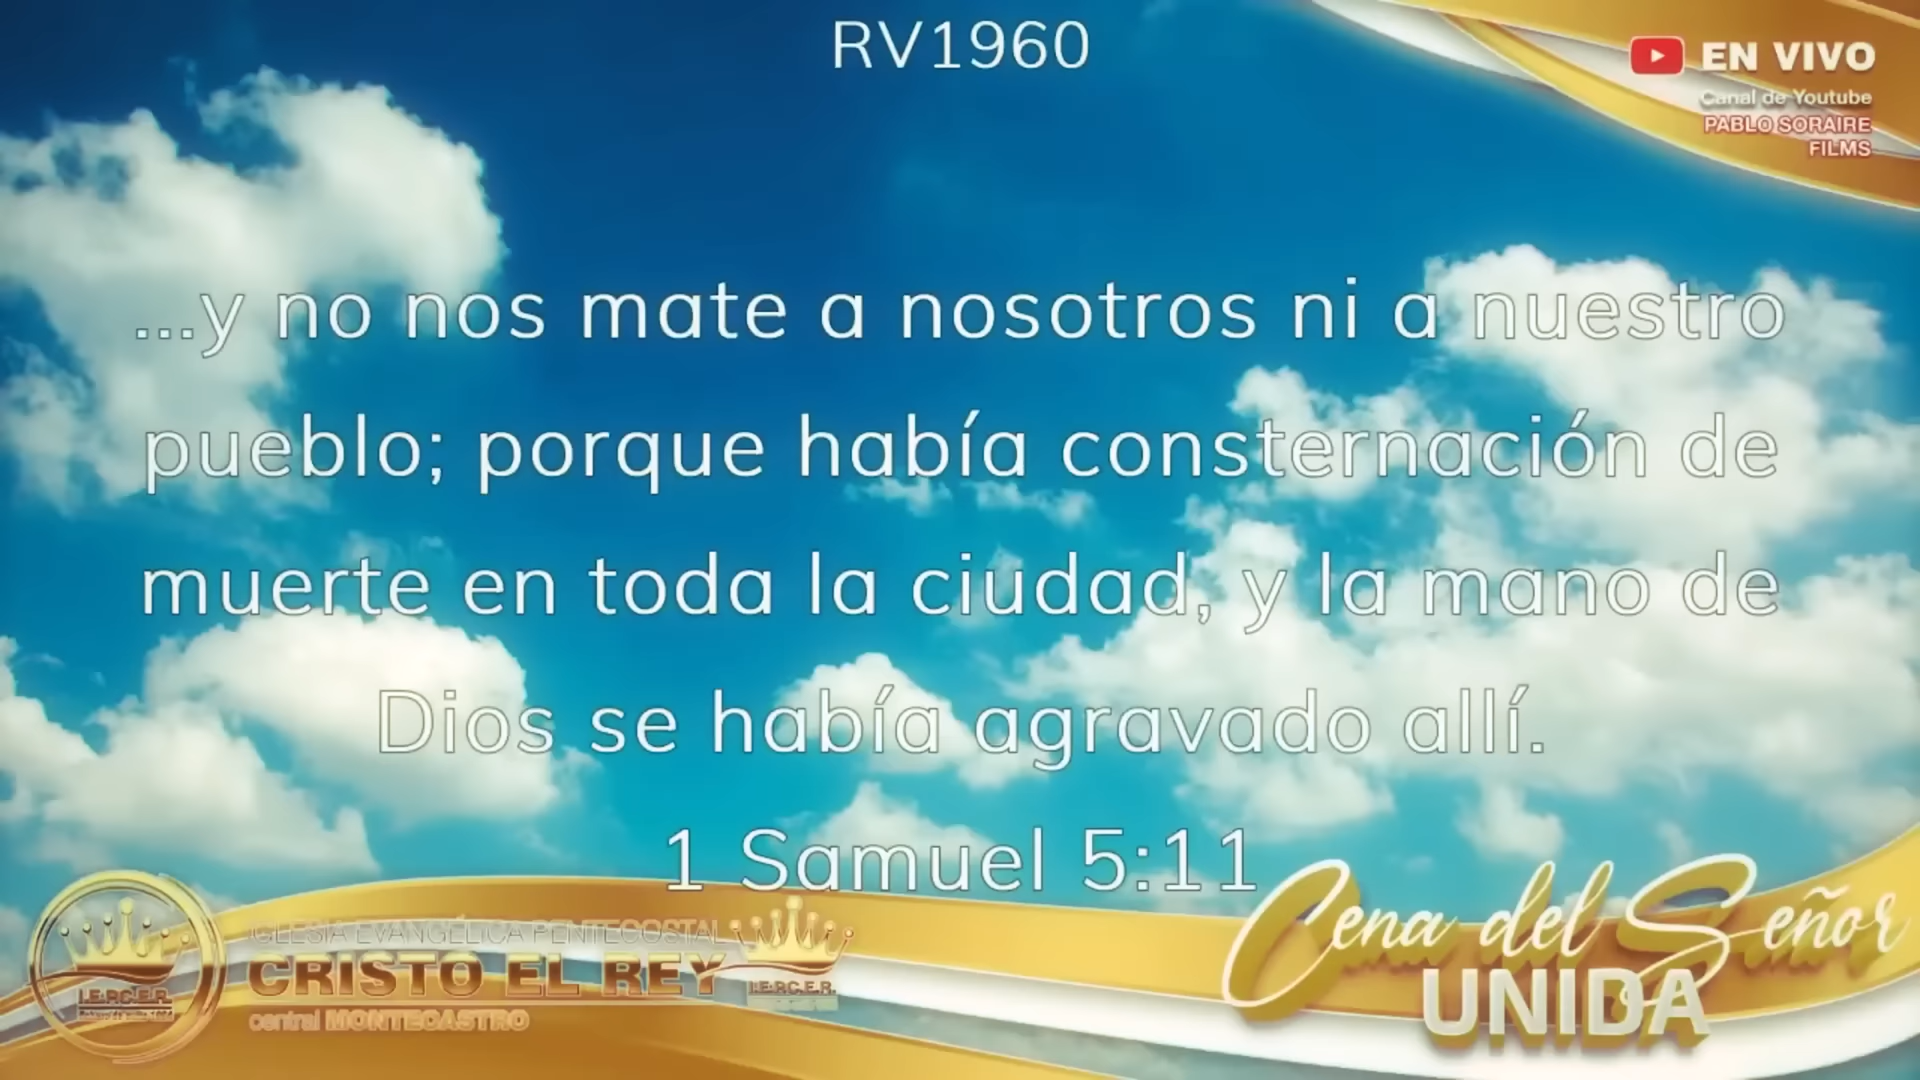 RV1960
EN VIVO
Canal de Youtube
PABLO SORAIRE
FILMS
...y no nos mate a nosotros ni a nuestro
pueblo; porque había consternación de
muerte en toda la ciudad, y la mano de
Dios se había agravado allí.
1 Samuel 5:11
IGLESIA EVANGÉLICA PENTECOSTAL
CRISTO EL REY
central MONTECASTRO
I.E.P.C.E.R.
I.E.P.C.E.R.
Cena del Señor
UNIDA